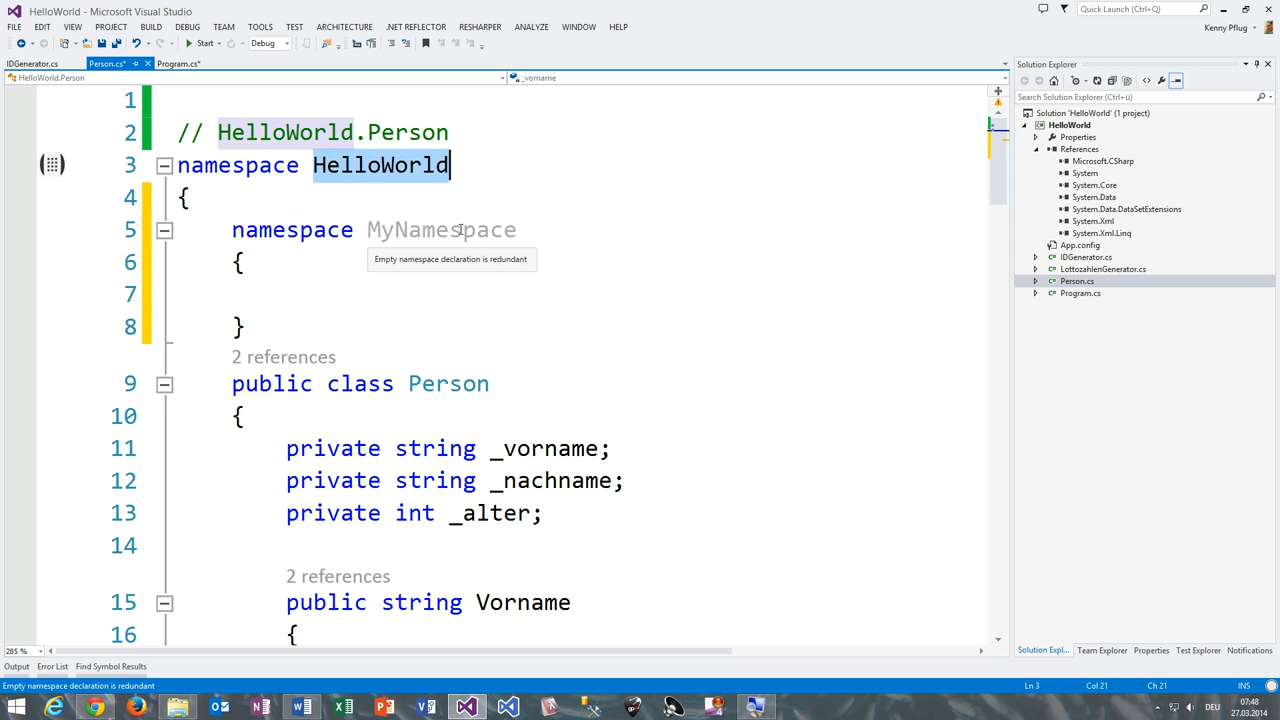 HelloWorld - Microsoft Visual Studio
Quick Launch (Ctrl+Q)
FILE EDIT VIEW PROJECT BUILD DEBUG TEAM TOOLS TEST ARCHITECTURE .NET REFLECTOR RESHARPER ANALYZE WINDOW HELP
Kenny Pflug
Start
Debug
IDGenerator.cs
Person.cs*
Program.cs*
HelloWorld.Person
_vorname
1
2 // HelloWorld.Person
3 namespace HelloWorld
4 {
5 namespace MyNamespace
6 {
Empty namespace declaration is redundant
7
8 }
2 references
9 public class Person
10 {
11 private string _vorname;
12 private string _nachname;
13 private int _alter;
14
2 references
15 public string Vorname
16 {
285 %
Solution Explorer
Search Solution Explorer (Ctrl+ü)
Solution 'HelloWorld' (1 project)
HelloWorld
Properties
References
Microsoft.CSharp
System
System.Core
System.Data
System.Data.DataSetExtensions
System.Xml
System.Xml.Linq
App.config
IDGenerator.cs
LottozahlenGenerator.cs
Person.cs
Program.cs
Solution Expl... Team Explorer Properties Test Explorer Notifications
Output Error List Find Symbol Results
Empty namespace declaration is redundant
Ln 3 Col 21 Ch 21 INS
DEU
07:48
27.03.2014